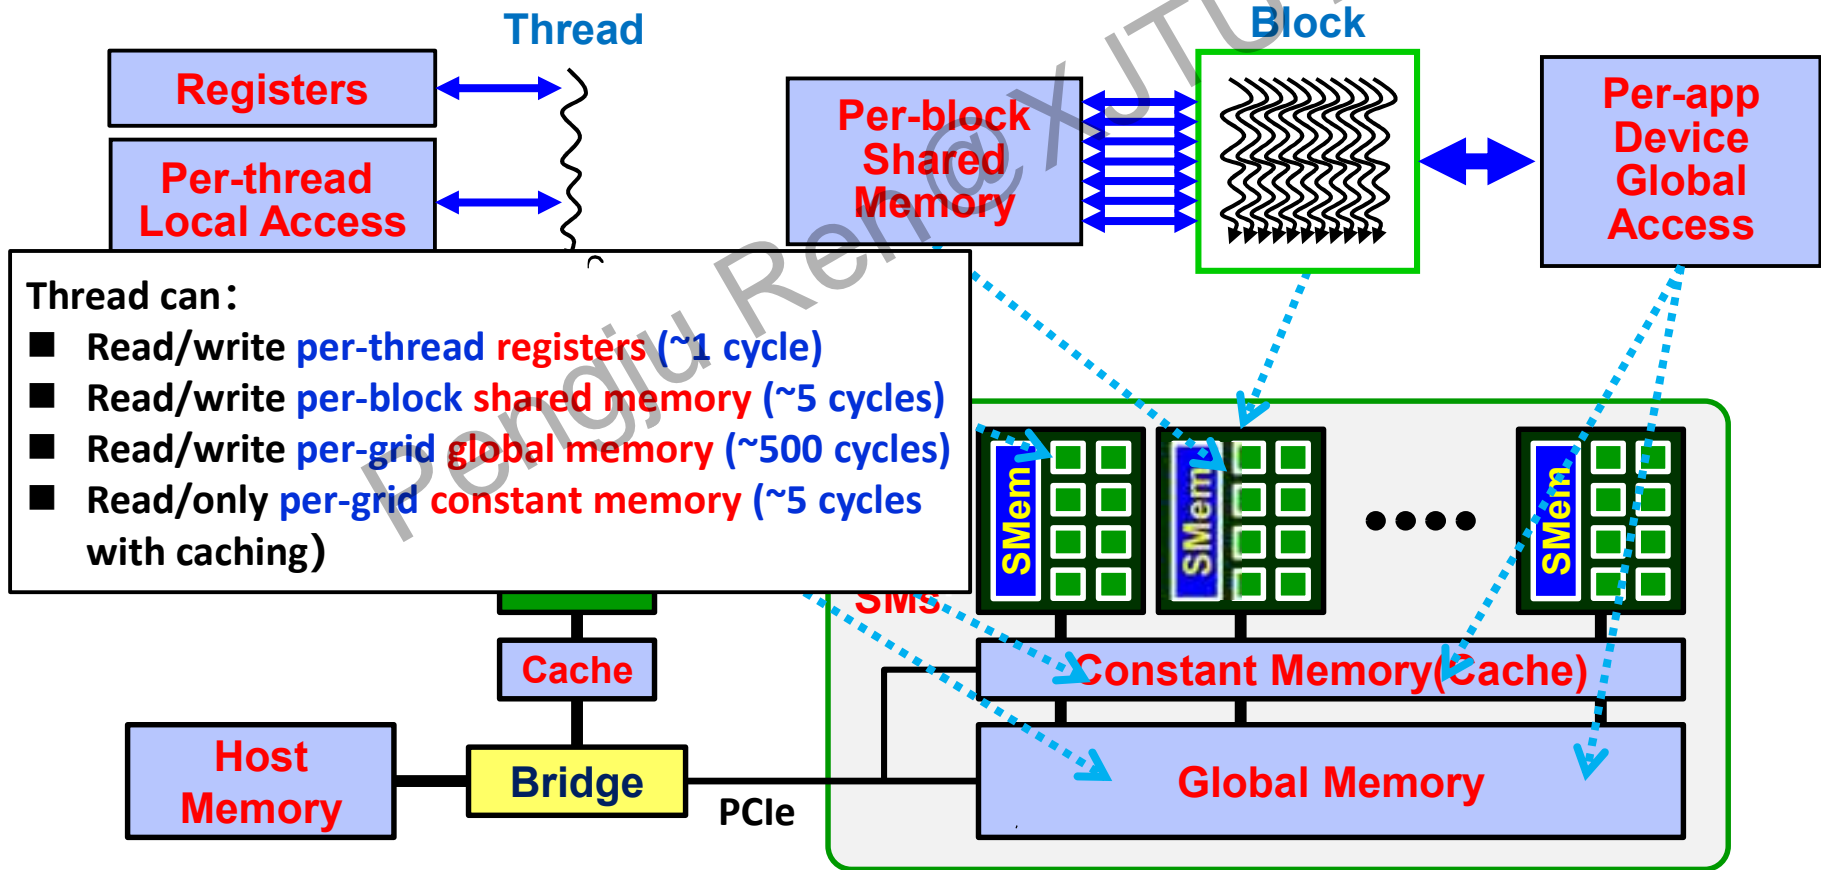 Thread
Block
Registers
Per-thread
Local Access
Per-block
Shared
Memory
Per-app
Device
Global
Access
Thread can：
■ Read/write per-thread registers (~1 cycle)
■ Read/write per-block shared memory (~5 cycles)
■ Read/write per-grid global memory (~500 cycles)
■ Read/only per-grid constant memory (~5 cycles
with caching)
SMem
SMem
SMem
SMs
Cache
Constant Memory(Cache)
Host
Memory
Bridge
PCIe
Global Memory
Pengju Ren@XJTU